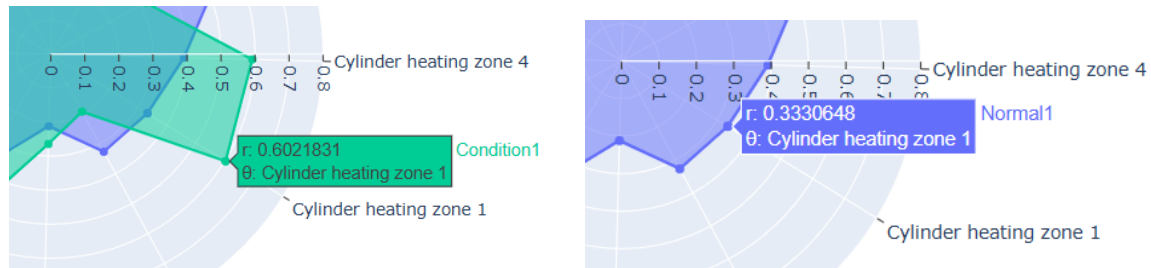 0
0.1
0.2
0.3
0.4
0.5
0.6
0.7
0.8
Cylinder heating zone 4
r: 0.6021831
θ: Cylinder heating zone 1
Condition1
Cylinder heating zone 1
0
0.1
0.2
0.3
0.4
0.8
Cylinder heating zone 4
r: 0.3330648
θ: Cylinder heating zone 1
Normal1
Cylinder heating zone 1